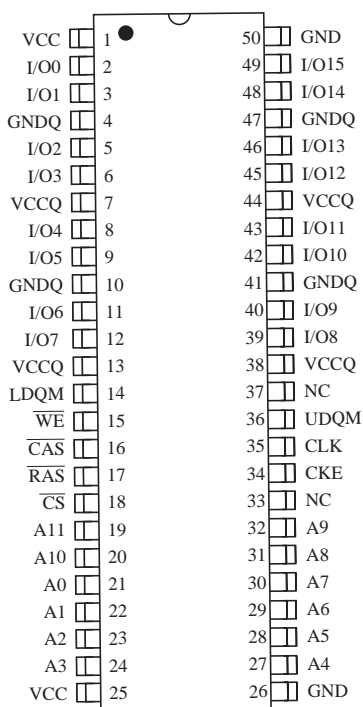 VCC 1 50 GND
I/O0 2 49 I/O15
I/O1 3 48 I/O14
GNDQ 4 47 GNDQ
I/O2 5 46 I/O13
I/O3 6 45 I/O12
VCCQ 7 44 VCCQ
I/O4 8 43 I/O11
I/O5 9 42 I/O10
GNDQ 10 41 GNDQ
I/O6 11 40 I/O9
I/O7 12 39 I/O8
VCCQ 13 38 VCCQ
LDQM 14 37 NC
W̅E̅ 15 36 UDQM
C̅A̅S̅ 16 35 CLK
R̅A̅S̅ 17 34 CKE
C̅S̅ 18 33 NC
A11 19 32 A9
A10 20 31 A8
A0 21 30 A7
A1 22 29 A6
A2 23 28 A5
A3 24 27 A4
VCC 25 26 GND